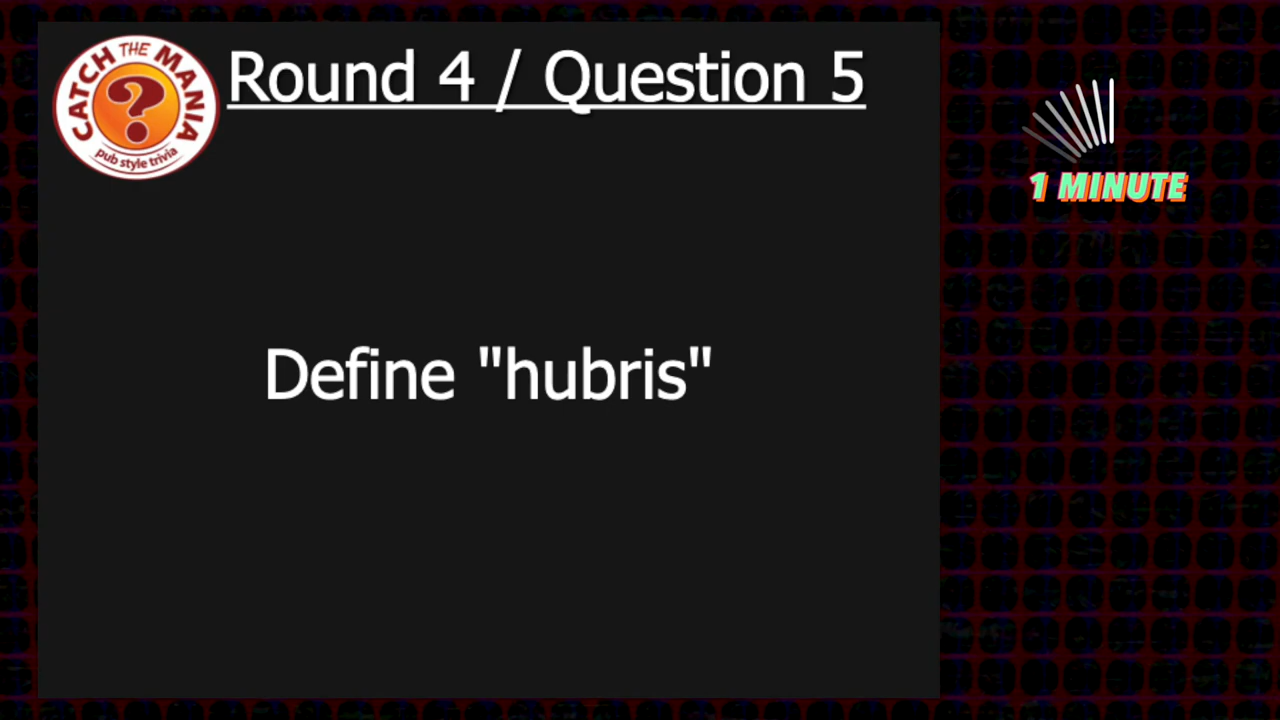 CATCH THE MANIA
?
pub style trivia
Round 4 / Question 5
1 MINUTE
Define "hubris"